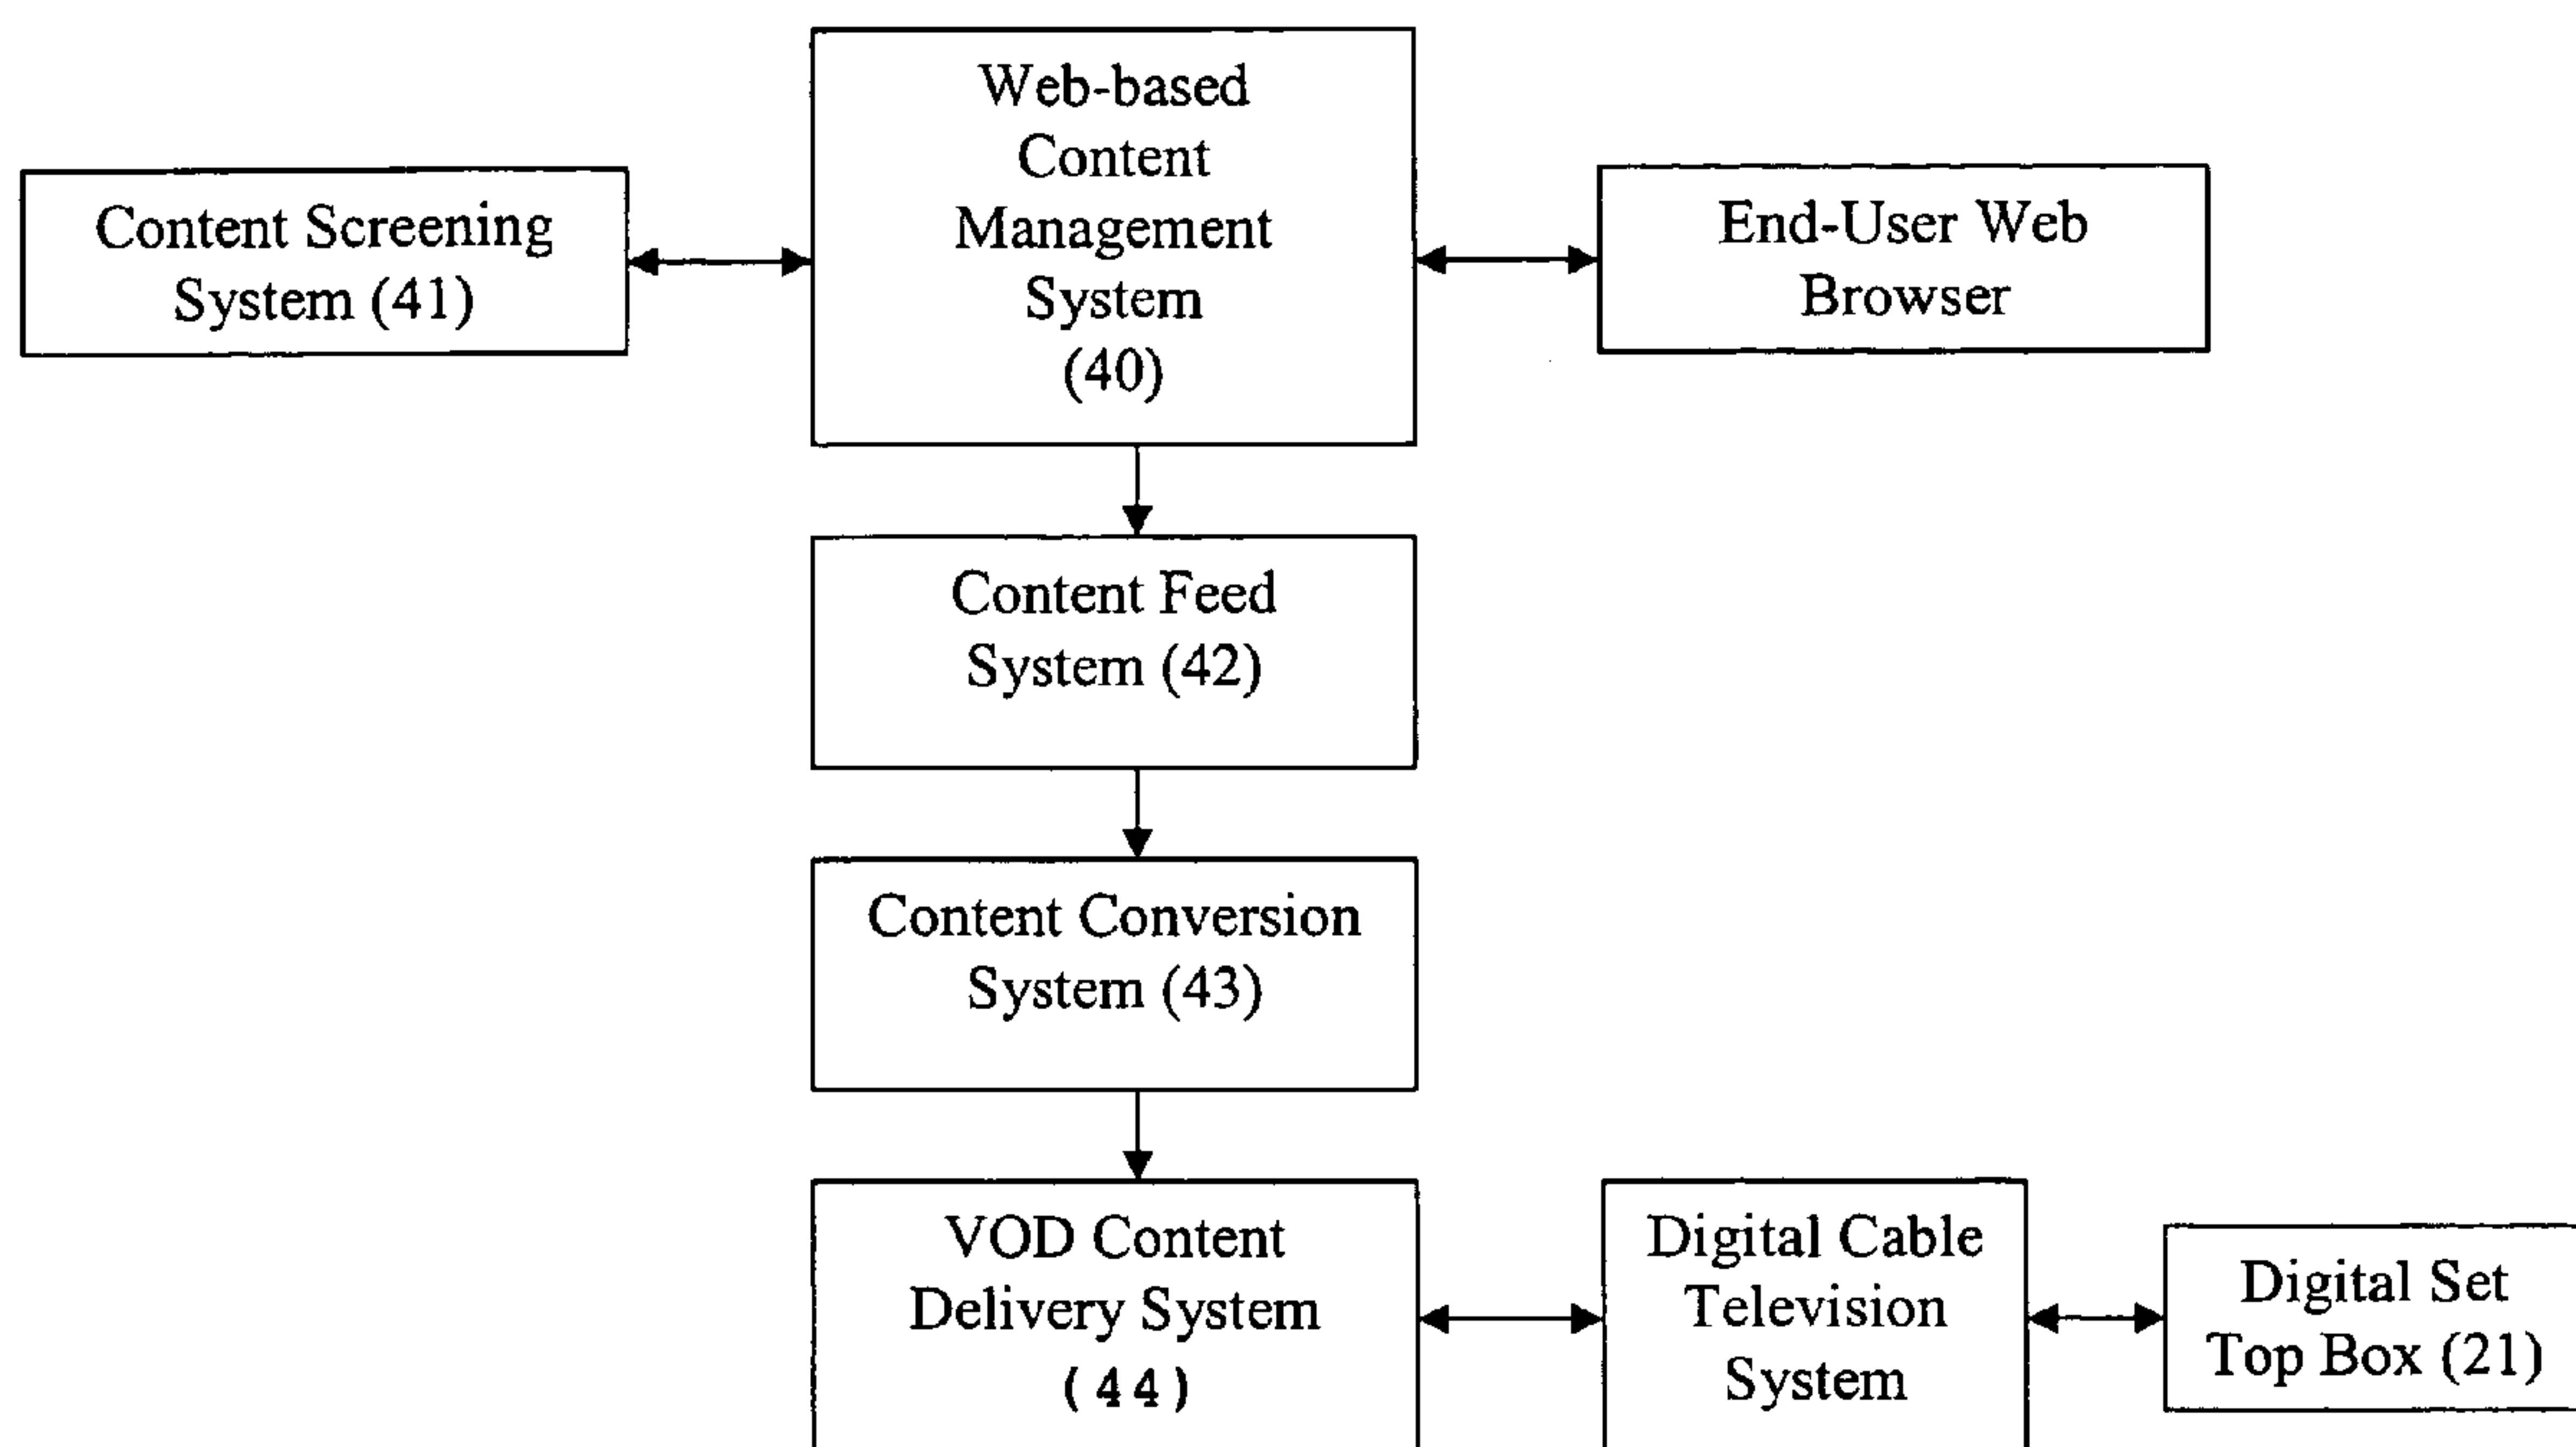 Web-based
Content
Management
System
(40)
Content Screening
System (41)
End-User Web
Browser
Content Feed
System (42)
Content Conversion
System (43)
VOD Content
Delivery System
(44)
Digital Cable
Television
System
Digital Set
Top Box (21)